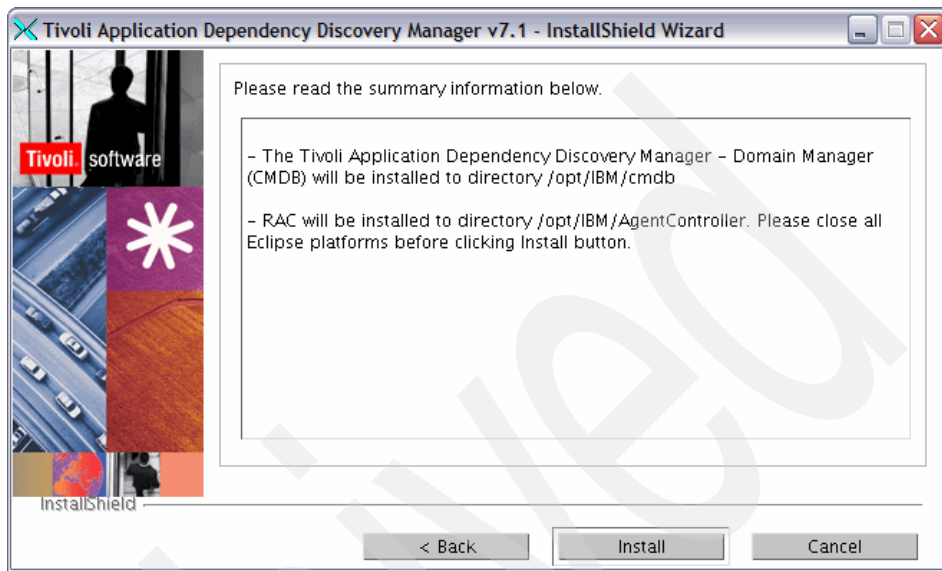 Tivoli Application Dependency Discovery Manager v7.1 - InstallShield Wizard
Please read the summary information below.
Tivoli. software
– The Tivoli Application Dependency Discovery Manager – Domain Manager
(CMDB) will be installed to directory /opt/IBM/cmdb
– RAC will be installed to directory /opt/IBM/AgentController. Please close all
Eclipse platforms before clicking Install button.
InstallShield
< Back
Install
Cancel